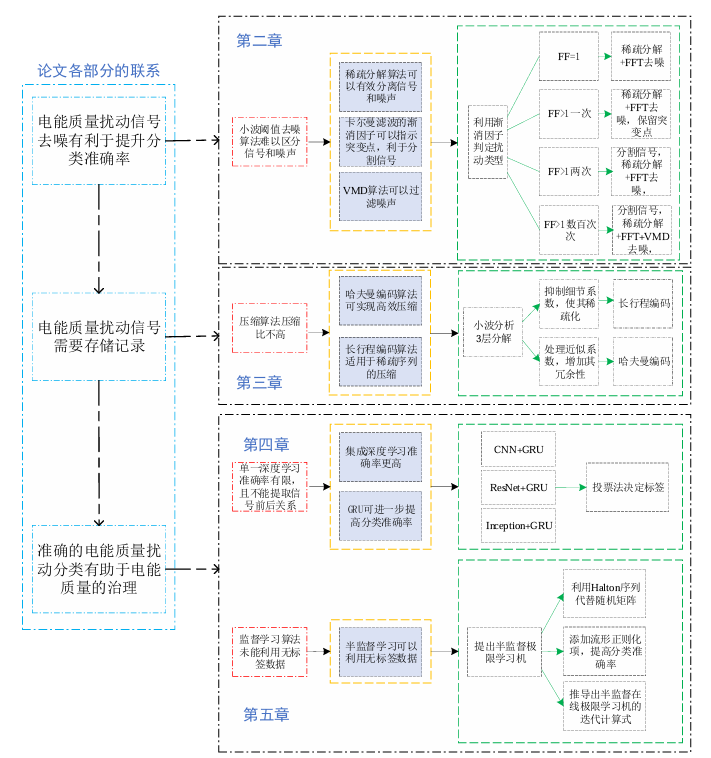 论文各部分的联系
电能质量扰动信号
去噪有利于提升分
类准确率
电能质量扰动信号
需要存储记录
准确的电能质量扰
动分类有助于电能
质量的治理
第二章
小波阈值去噪
算法难以区分
信号和噪声
稀疏分解算法可
以有效分离信号
和噪声
卡尔曼滤波的渐
消因子可以指示
突变点，利于分
割信号
VMD算法可以过
滤噪声
利用渐
消因子
判定扰
动类型
FF=1
稀疏分解
+FFT去噪
FF>1一次
稀疏分解
+FFT去
噪，保留突
变点
FF>1两次
分割信号，
稀疏分解
+FFT去
噪，
FF>1数百次
次
分割信号，
稀疏分解
+FFT+VMD
去噪，
压缩算法压缩
比不高
哈夫曼编码算法
可实现高效压缩
长行程编码算法
适用于稀疏序列
的压缩
小波分析
3层分解
抑制细节系
数，使其稀
疏化
长行程编码
处理近似系
数，增加其
冗余性
哈夫曼编码
第三章
第四章
单一深度学习
准确率有限，
且不能提取信
号前后关系
集成深度学习准
确率更高
GRU可进一步提
高分类准确率
CNN+GRU
ResNet+GRU
Inception+GRU
投票法决定标签
监督学习算法
未能利用无标
签数据
半监督学习可以
利用无标签数据
提出半监督极
限学习机
利用Halton序列
代替随机矩阵
添加流形正则化
项，提高分类准
确率
推导出半监督在
线极限学习机的
迭代计算式
第五章